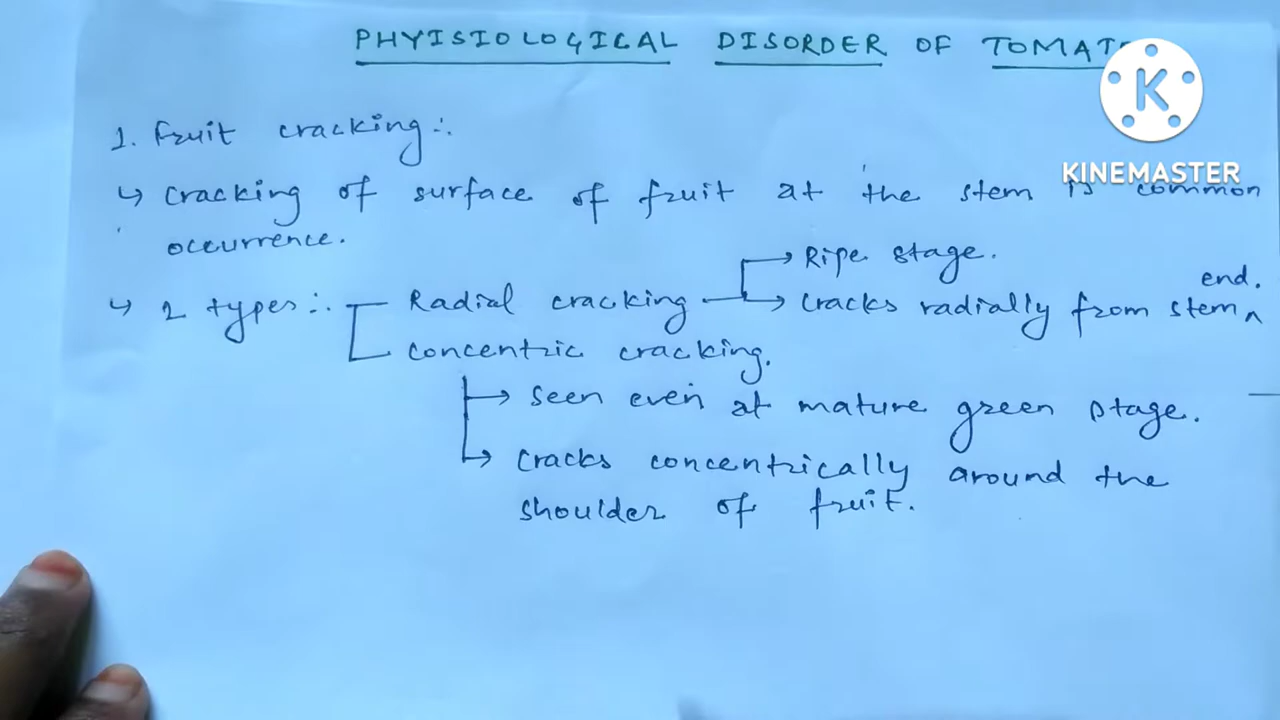 PHYISIOLOGICAL DISORDER OF TOMAT
KINEMASTER
1. Fruit cracking :.
↳ cracking of surface of fruit at the stem is common
occurrence.
↳ 2 types :. Radial cracking → Ripe stage.
→ cracks radially from stem end.
concentric cracking.
→ seen even at mature green stage.
→ cracks concentrically around the
shoulder of fruit.